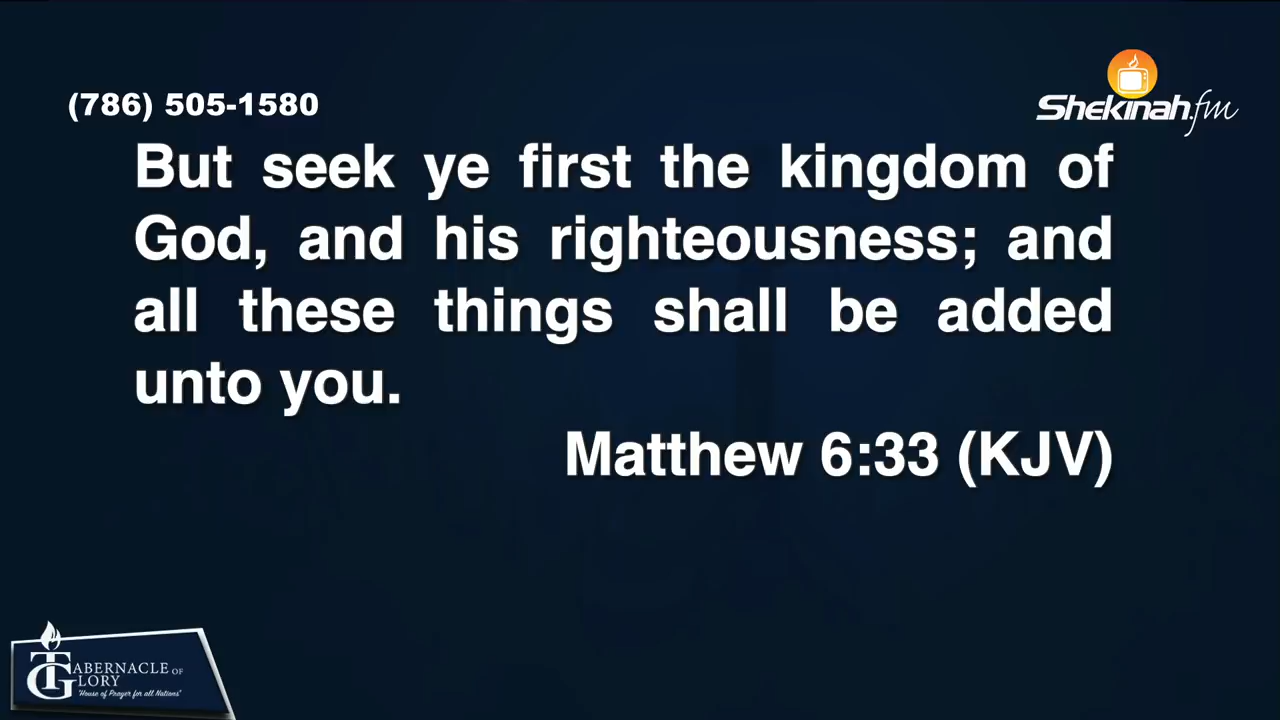 (786) 505-1580
Shekinah.fm
But seek ye first the kingdom of
God, and his righteousness; and
all these things shall be added
unto you.
Matthew 6:33 (KJV)
TABERNACLE OF
GLORY
"House of Prayer for all Nations"